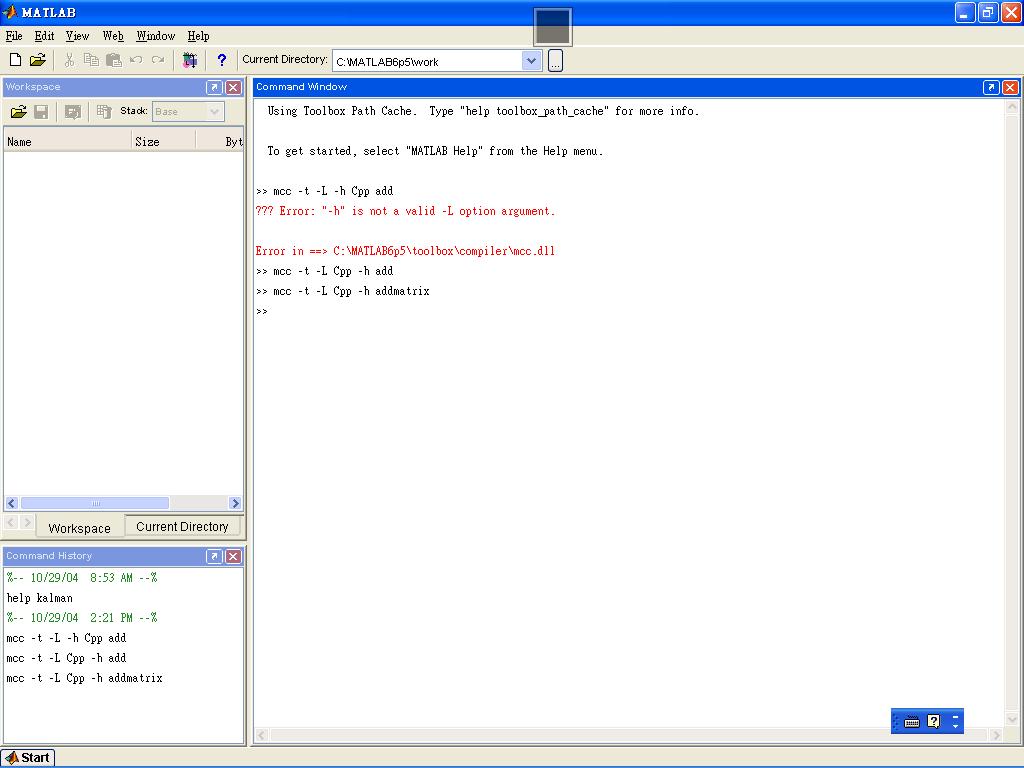 MATLAB
File Edit View Web Window Help
? Current Directory: C:\MATLAB6p5\work ...
Workspace
Stack: Base
Name Size Byt
Workspace Current Directory
Command History
%-- 10/29/04 8:53 AM --%
help kalman
%-- 10/29/04 2:21 PM --%
mcc -t -L -h Cpp add
mcc -t -L Cpp -h add
mcc -t -L Cpp -h addmatrix
Command Window
Using Toolbox Path Cache. Type "help toolbox_path_cache" for more info.
To get started, select "MATLAB Help" from the Help menu.
>> mcc -t -L -h Cpp add
??? Error: "-h" is not a valid -L option argument.
Error in ==> C:\MATLAB6p5\toolbox\compiler\mcc.dll
>> mcc -t -L Cpp -h add
>> mcc -t -L Cpp -h addmatrix
>>
?
Start